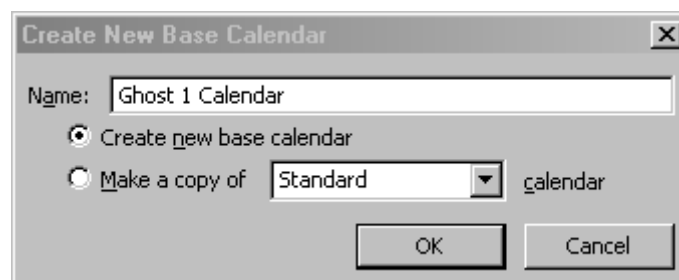 Create New Base Calendar
Name: Ghost 1 Calendar
Create new base calendar
Make a copy of Standard calendar
OK Cancel